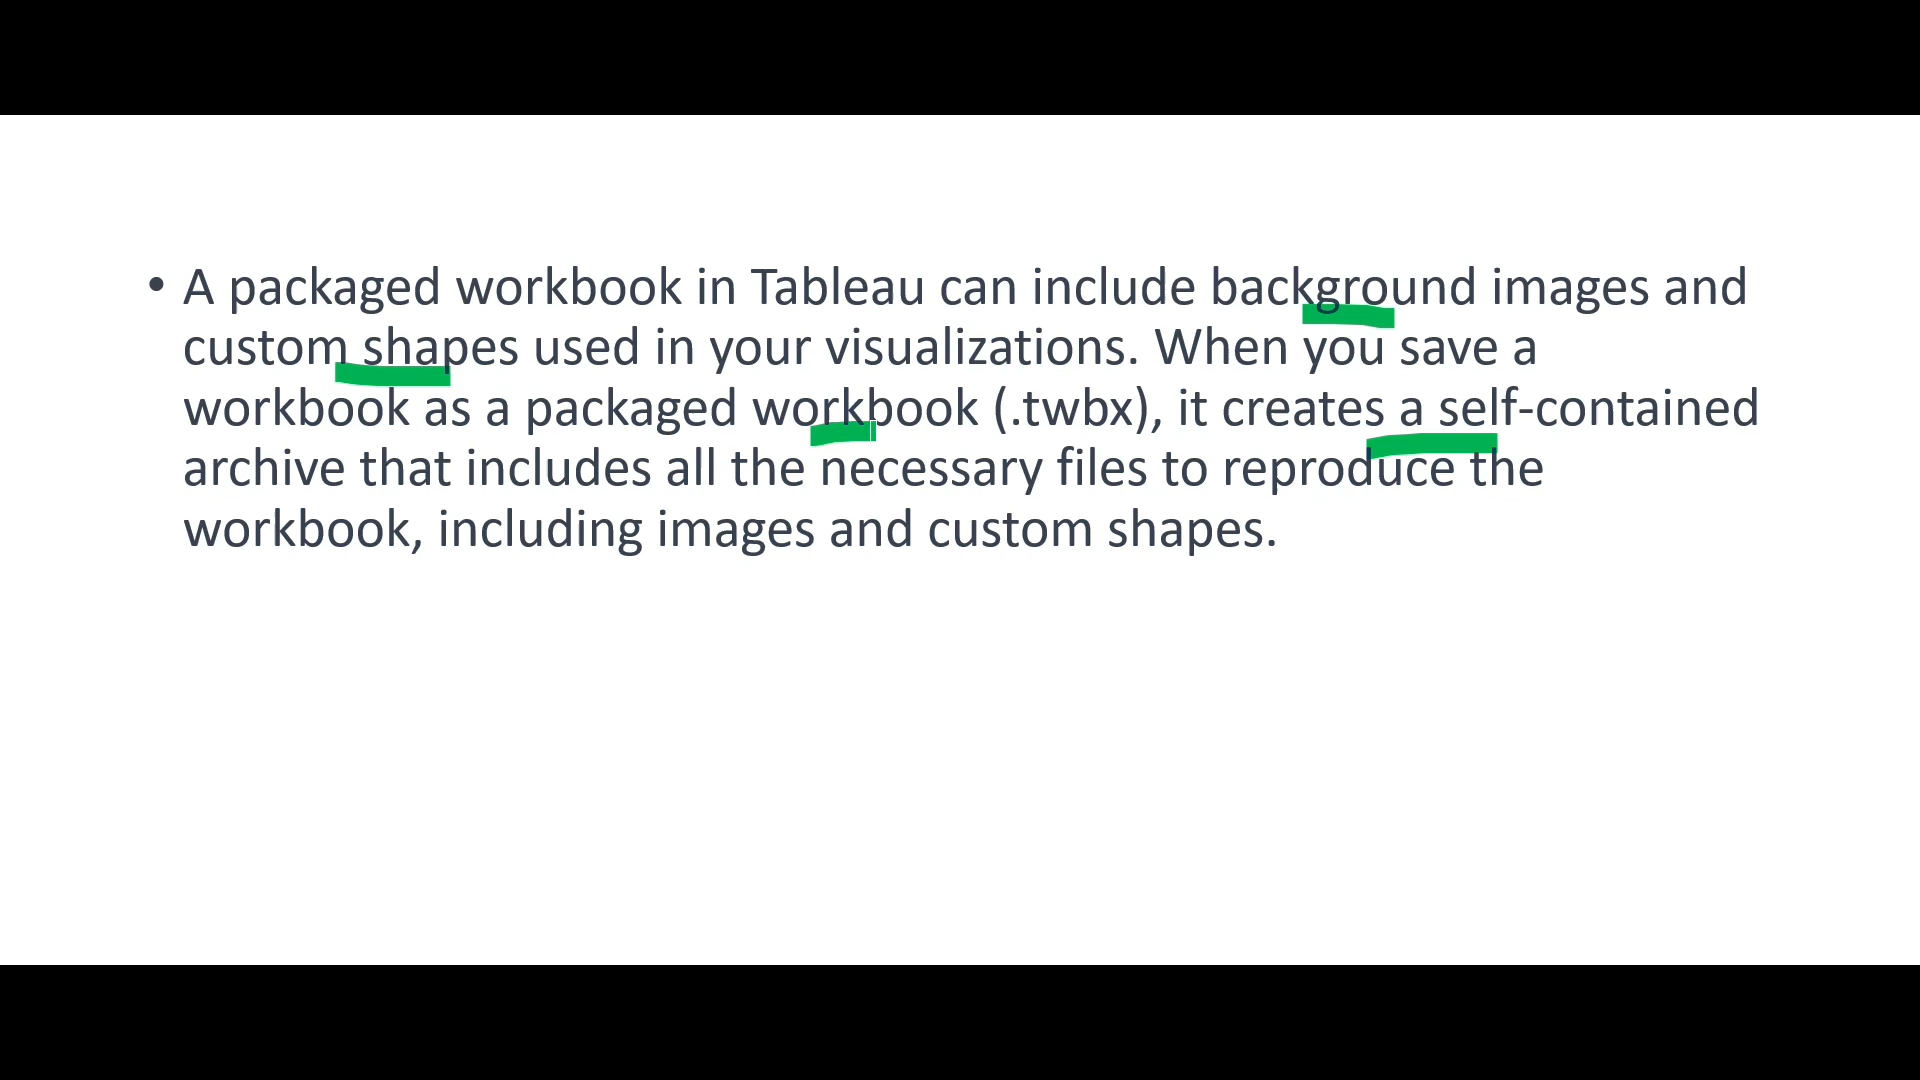 • A packaged workbook in Tableau can include background images and
custom shapes used in your visualizations. When you save a
workbook as a packaged workbook (.twbx), it creates a self-contained
archive that includes all the necessary files to reproduce the
workbook, including images and custom shapes.